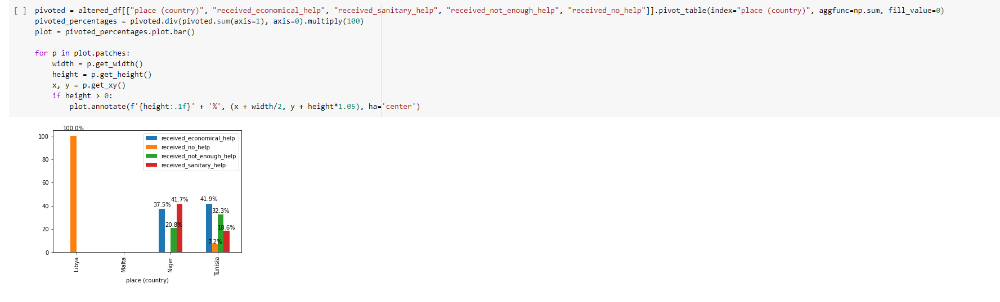 [ ] pivoted = altered_df[["place (country)", "received_economical_help", "received_sanitary_help", "received_not_enough_help", "received_no_help"]].pivot_table(index="place (country)", aggfunc=np.sum, fill_value=0)
pivoted_percentages = pivoted.div(pivoted.sum(axis=1), axis=0).multiply(100)
plot = pivoted_percentages.plot.bar()
for p in plot.patches:
width = p.get_width()
height = p.get_height()
x, y = p.get_xy()
if height > 0:
plot.annotate(f'{height:.1f}' + '%', (x + width/2, y + height*1.05), ha='center')
100.0%
100
80
60
40
20
0
received_economical_help
received_no_help
received_not_enough_help
received_sanitary_help
37.5%
41.7%
20.8%
41.9%
32.3%
18.6%
7.2%
Libya
Malta
Niger
Tunisia
place (country)